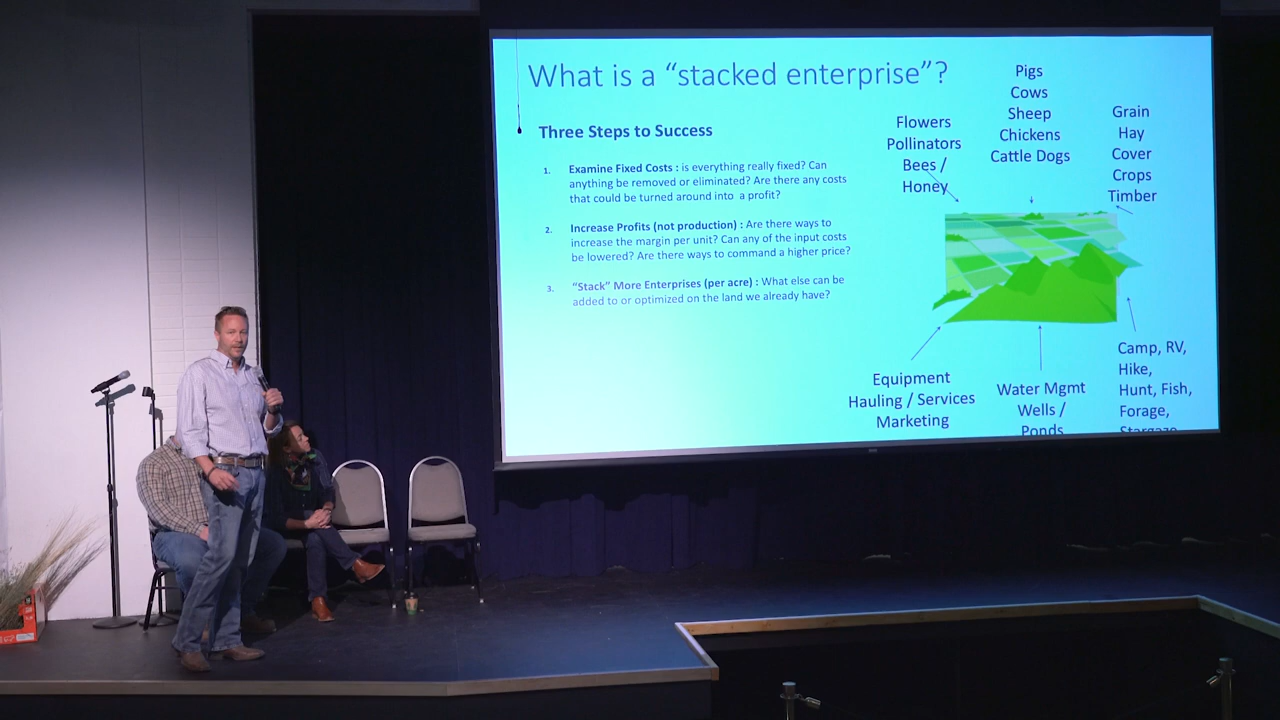 What is a “stacked enterprise”?
Three Steps to Success
1. Examine Fixed Costs : is everything really fixed? Can
anything be removed or eliminated? Are there any costs
that could be turned around into a profit?
2. Increase Profits (not production) : Are there ways to
increase the margin per unit? Can any of the input costs
be lowered? Are there ways to command a higher price?
3. “Stack” More Enterprises (per acre) : What else can be
added to or optimized on the land we already have?
Flowers
Pollinators
Bees /
Honey
Pigs
Cows
Sheep
Chickens
Cattle Dogs
Grain
Hay
Cover
Crops
Timber
Equipment
Hauling / Services
Marketing
Water Mgmt
Wells /
Ponds
Camp, RV,
Hike,
Hunt, Fish,
Forage,
Stargaze